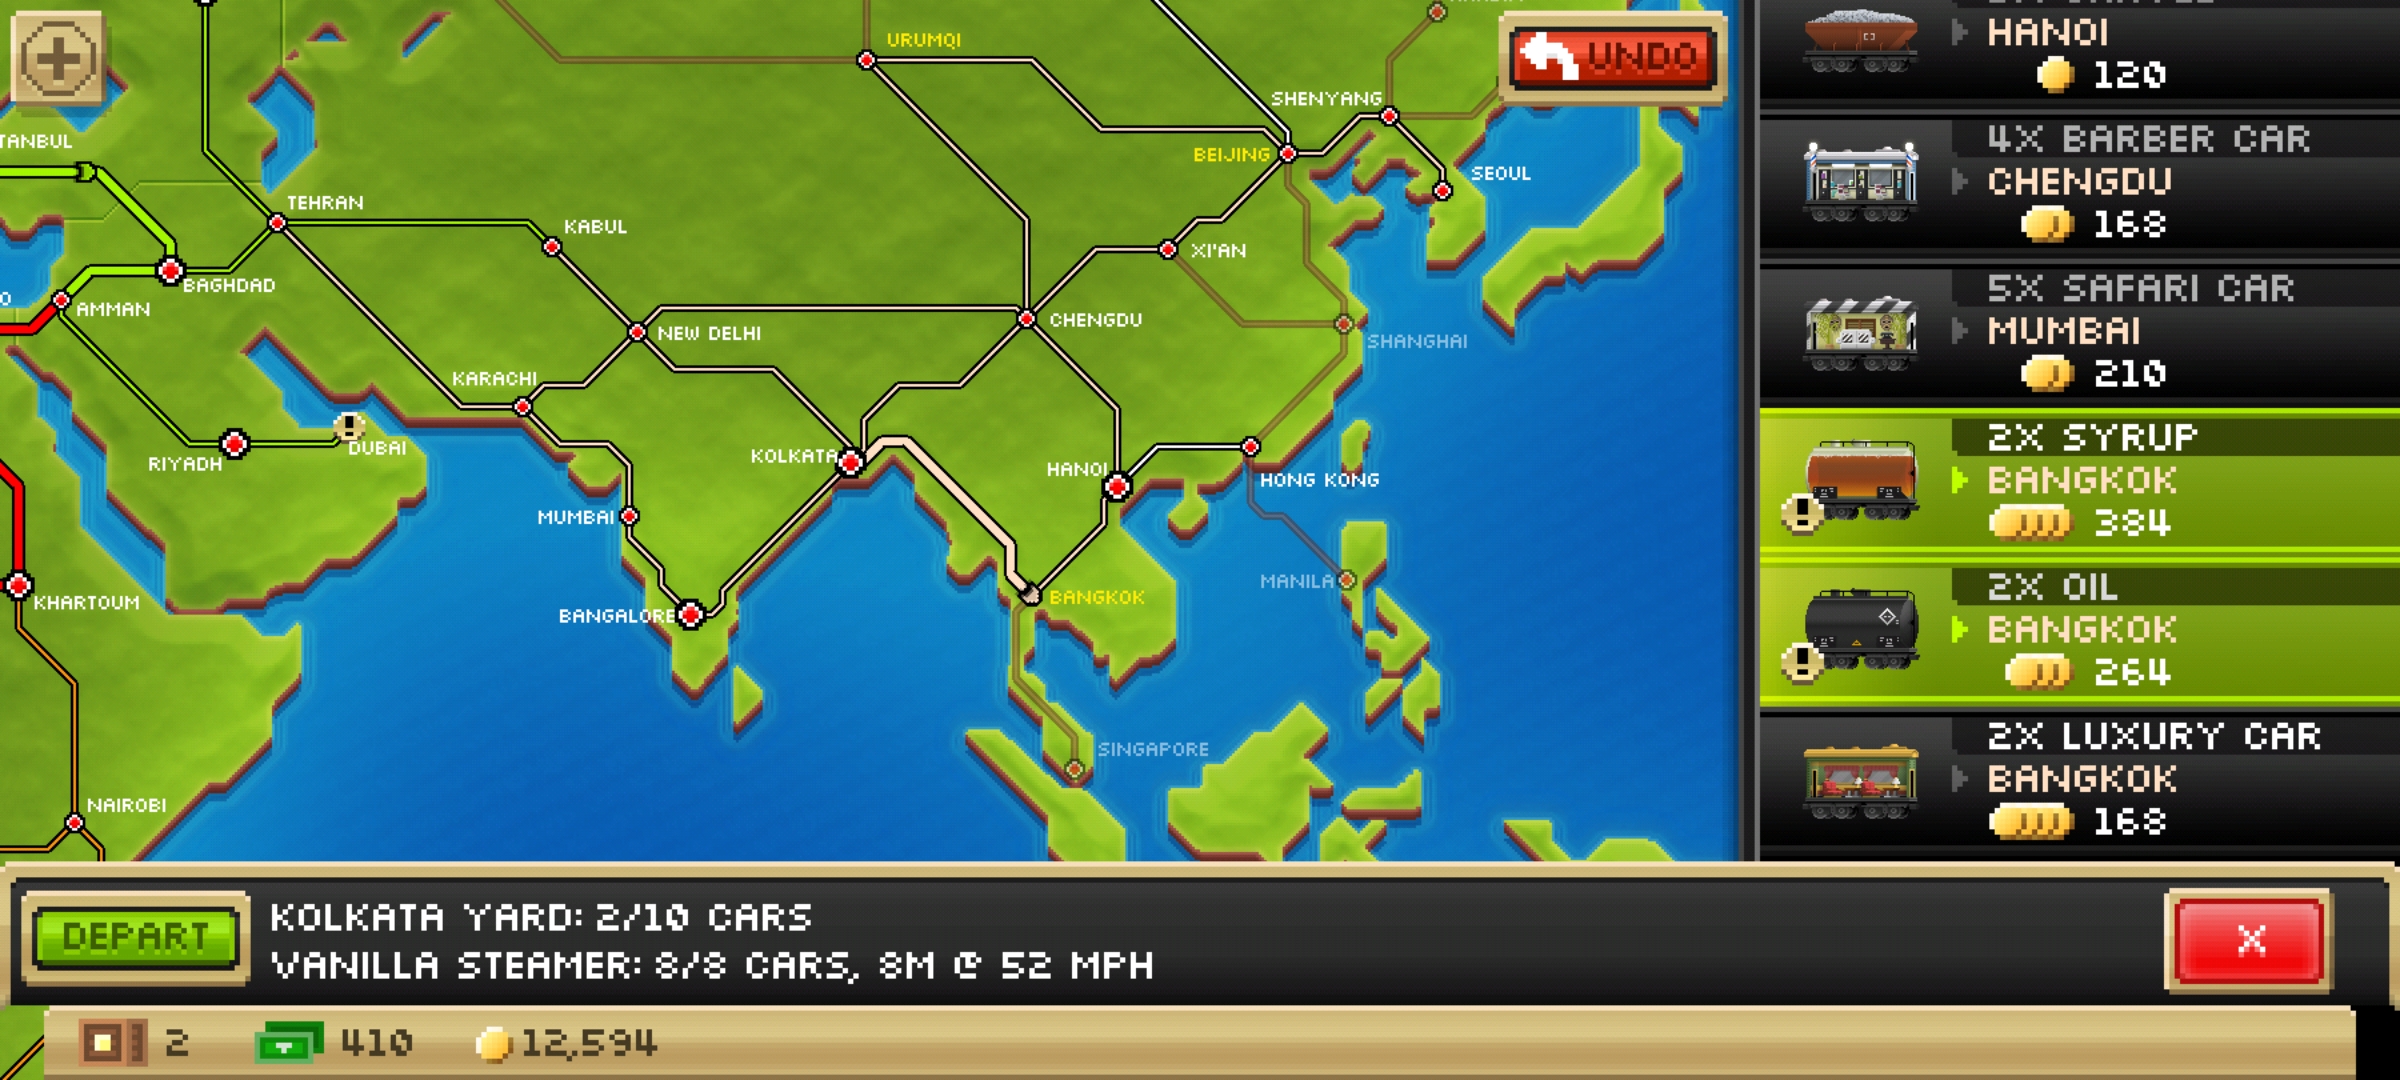 URUMQI
UNDO
SHENYANG
BEIJING
SEOUL
TANBUL
TEHRAN
KABUL
XI'AN
BAGHDAD
AMMAN
NEW DELHI
CHENGDU
SHANGHAI
KARACHI
DUBAI
RIYADH
KOLKATA
HANOI
HONG KONG
MUMBAI
MANILA
KHARTOUM
BANGALORE
BANGKOK
SINGAPORE
NAIROBI
HANOI
120
4X BARBER CAR
CHENGDU
168
5X SAFARI CAR
MUMBAI
210
2X SYRUP
BANGKOK
384
2X OIL
BANGKOK
264
2X LUXURY CAR
BANGKOK
168
DEPART
KOLKATA YARD: 2/10 CARS
VANILLA STEAMER: 8/8 CARS, 8M @ 52 MPH
X
2
410
12,594